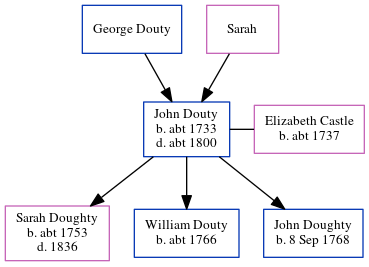 George Douty
Sarah
John Douty
b. abt 1733
d. abt 1800
Elizabeth Castle
b. abt 1737
Sarah Doughty
b. abt 1753
d. 1836
William Douty
b. abt 1766
John Doughty
b. 8 Sep 1768